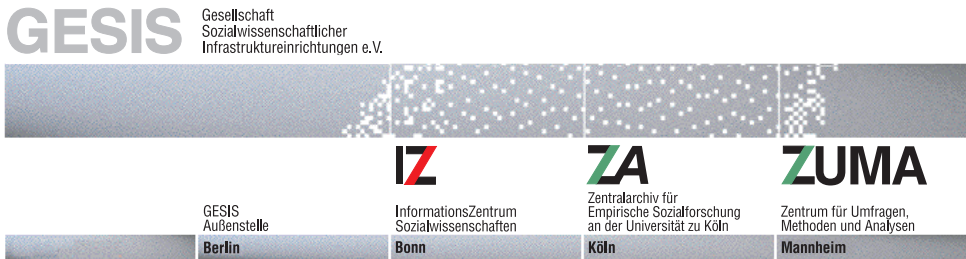 GESIS
Gesellschaft
Sozialwissenschaftlicher
Infrastruktureinrichtungen e.V.
GESIS
Außenstelle
Berlin
IZ
InformationsZentrum
Sozialwissenschaften
Bonn
ZA
Zentralarchiv für
Empirische Sozialforschung
an der Universität zu Köln
Köln
ZUMA
Zentrum für Umfragen,
Methoden und Analysen
Mannheim